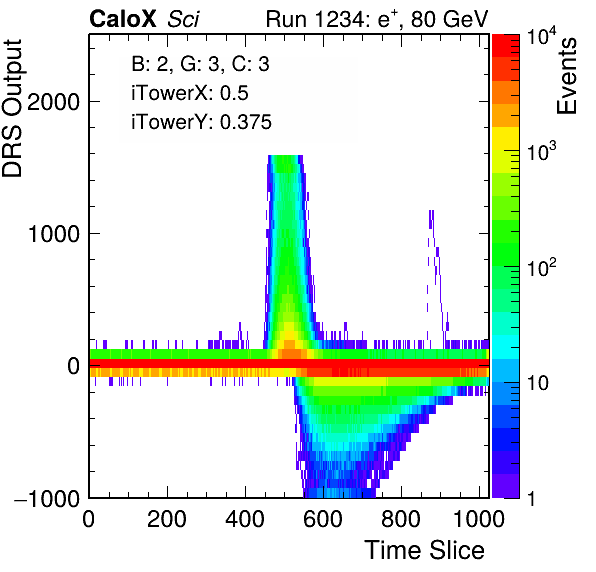 CaloX Sci Run 1234: e+, 80 GeV
B: 2, G: 3, C: 3
iTowerX: 0.5
iTowerY: 0.375
DRS Output
2000
1000
0
−1000
0 200 400 600 800 1000
Time Slice
Events
10^4
10^3
10^2
10
1